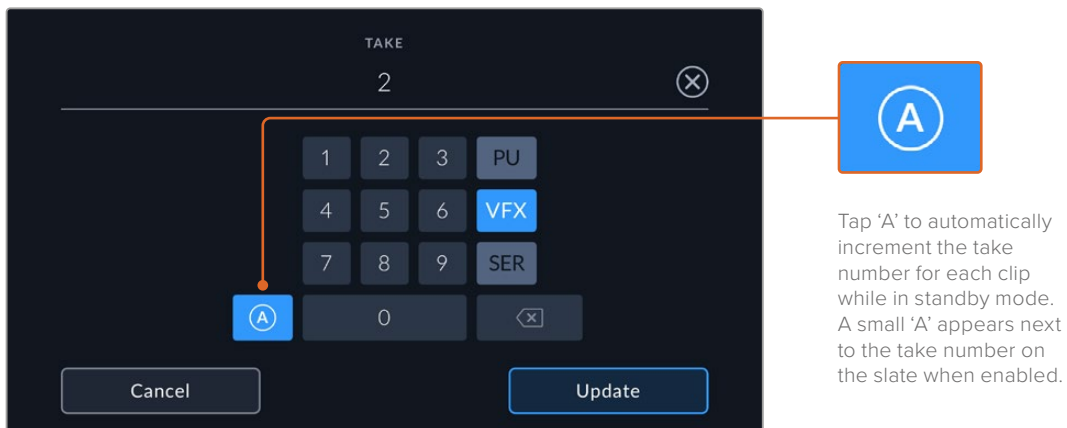 TAKE
2
1 2 3 PU
4 5 6 VFX
7 8 9 SER
A 0
Cancel Update
A
Tap ‘A’ to automatically
increment the take
number for each clip
while in standby mode.
A small ‘A’ appears next
to the take number on
the slate when enabled.